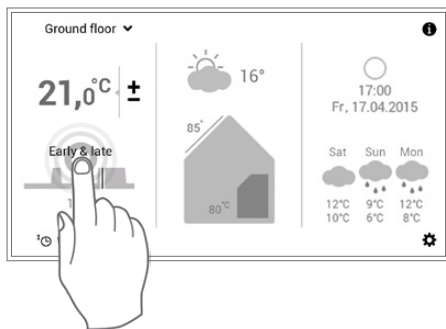 Ground floor
21,0°C
±
Early & late
16°
85°
80°C
17:00
Fr, 17.04.2015
Sat Sun Mon
12°C 9°C 12°C
10°C 6°C 8°C